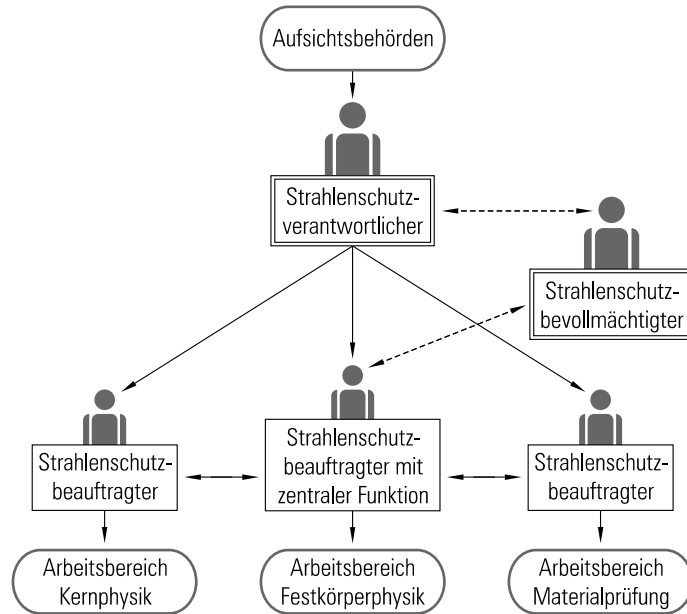 Aufsichtsbehörden
Strahlenschutz-
verantwortlicher
Strahlenschutz-
bevollmächtigter
Strahlenschutz-
beauftragter
Strahlenschutz-
beauftragter mit
zentraler Funktion
Strahlenschutz-
beauftragter
Arbeitsbereich
Kernphysik
Arbeitsbereich
Festkörperphysik
Arbeitsbereich
Materialprüfung